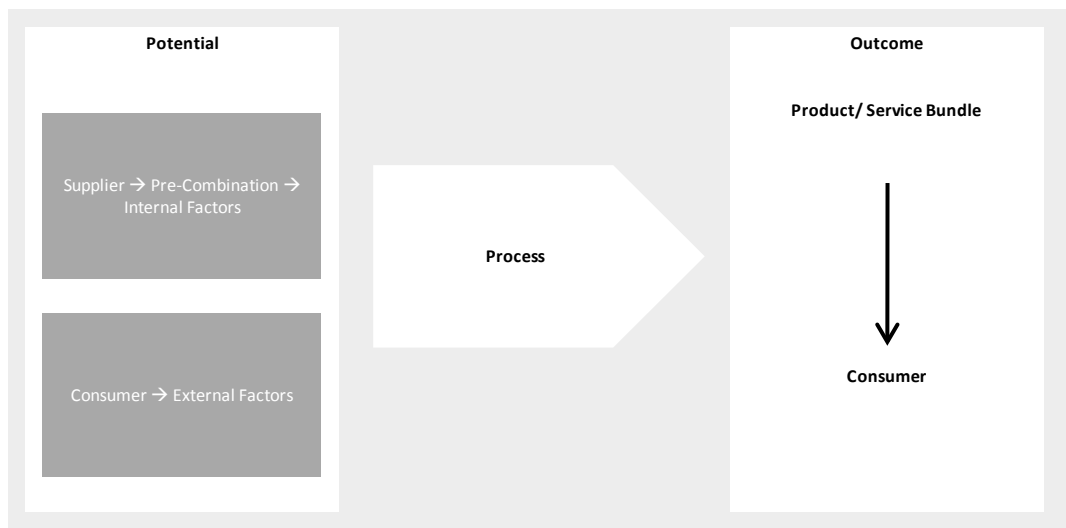 Potential
Supplier → Pre-Combination →
Internal Factors
Consumer → External Factors
Process
Outcome
Product/ Service Bundle
Consumer